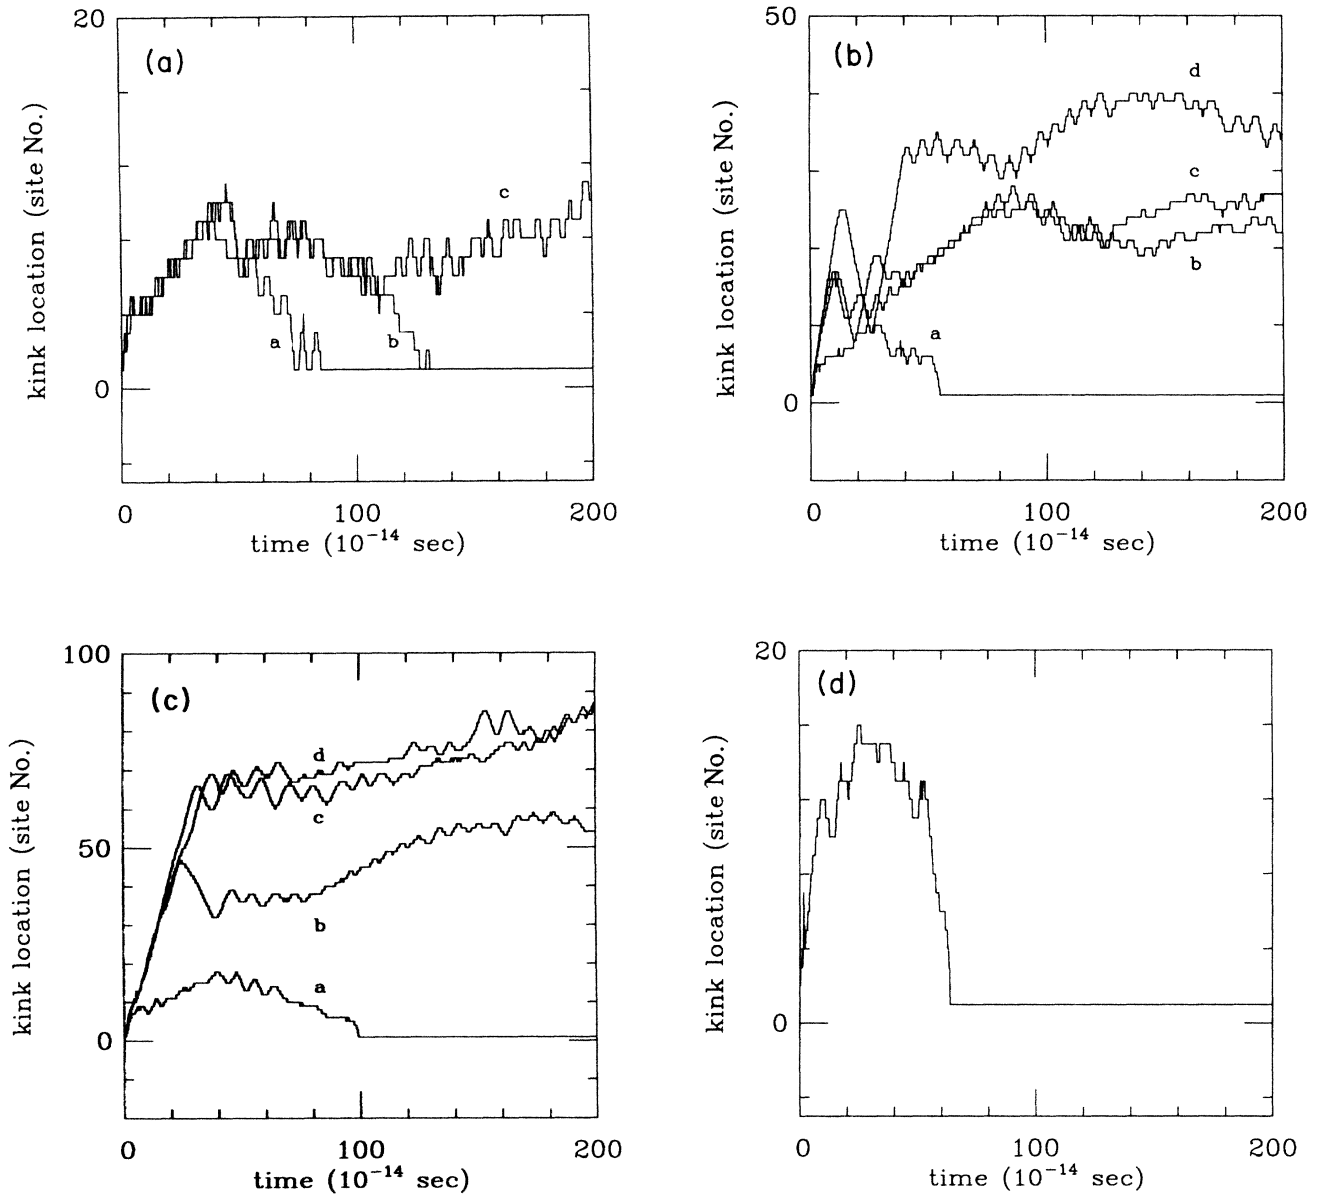 20
(a)
kink location (site No.)
c
a
b
0
0 100 200
time (10⁻¹⁴ sec)
50
(b)
kink location (site No.)
d
c
b
a
0
0 100 200
time (10⁻¹⁴ sec)
100
(c)
kink location (site No.)
d
c
50
b
a
0
0 100 200
time (10⁻¹⁴ sec)
20
(d)
kink location (site No.)
0
0 100 200
time (10⁻¹⁴ sec)